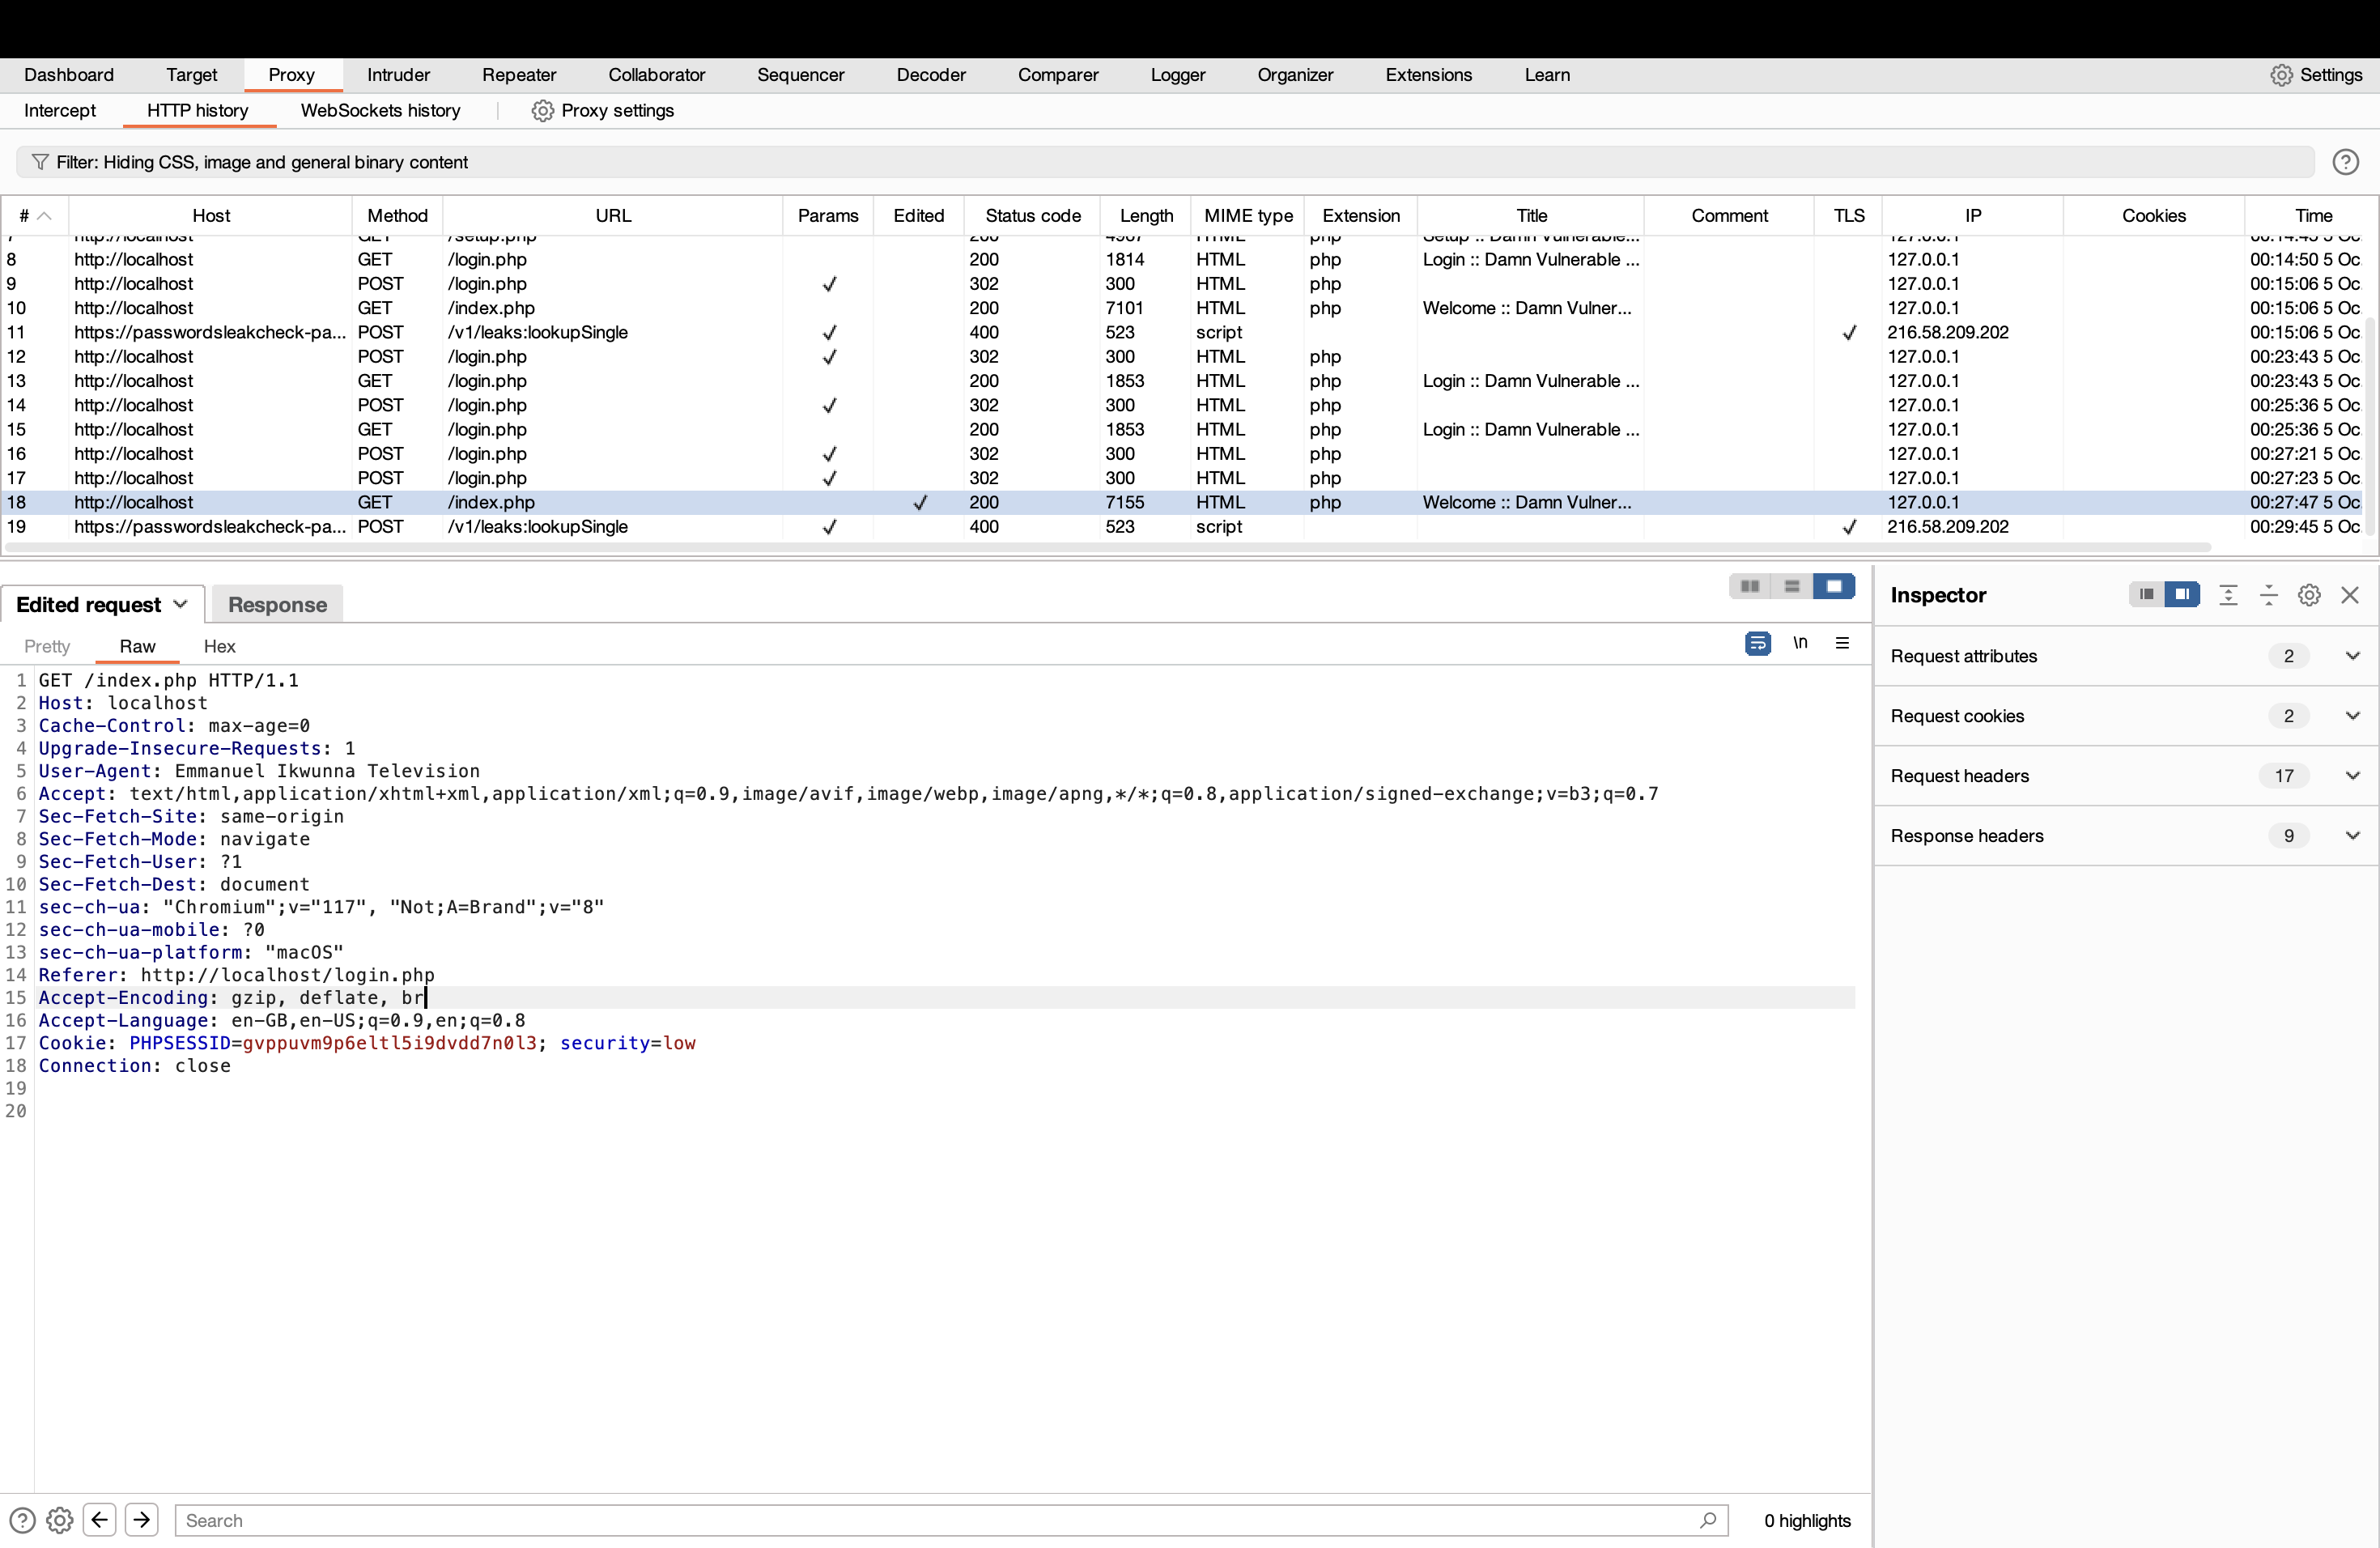 Dashboard Target Proxy Intruder Repeater Collaborator Sequencer Decoder Comparer Logger Organizer Extensions Learn Settings
Intercept HTTP history WebSockets history Proxy settings
Filter: Hiding CSS, image and general binary content
# Host Method URL Params Edited Status code Length MIME type Extension Title Comment TLS IP Cookies Time
7 http://localhost GET /setup.php 200 4967 HTML php Setup :: Damn Vulnerable... 127.0.0.1 00:14:45 5 Oc
8 http://localhost GET /login.php 200 1814 HTML php Login :: Damn Vulnerable ... 127.0.0.1 00:14:50 5 Oc
9 http://localhost POST /login.php ✓ 302 300 HTML php 127.0.0.1 00:15:06 5 Oc
10 http://localhost GET /index.php 200 7101 HTML php Welcome :: Damn Vulner... 127.0.0.1 00:15:06 5 Oc
11 https://passwordsleakcheck-pa... POST /v1/leaks:lookupSingle ✓ 400 523 script ✓ 216.58.209.202 00:15:06 5 Oc
12 http://localhost POST /login.php ✓ 302 300 HTML php 127.0.0.1 00:23:43 5 Oc
13 http://localhost GET /login.php 200 1853 HTML php Login :: Damn Vulnerable ... 127.0.0.1 00:23:43 5 Oc
14 http://localhost POST /login.php ✓ 302 300 HTML php 127.0.0.1 00:25:36 5 Oc
15 http://localhost GET /login.php 200 1853 HTML php Login :: Damn Vulnerable ... 127.0.0.1 00:25:36 5 Oc
16 http://localhost POST /login.php ✓ 302 300 HTML php 127.0.0.1 00:27:21 5 Oc
17 http://localhost POST /login.php ✓ 302 300 HTML php 127.0.0.1 00:27:23 5 Oc
18 http://localhost GET /index.php ✓ 200 7155 HTML php Welcome :: Damn Vulner... 127.0.0.1 00:27:47 5 Oc
19 https://passwordsleakcheck-pa... POST /v1/leaks:lookupSingle ✓ 400 523 script ✓ 216.58.209.202 00:29:45 5 Oc
Edited request Response
Pretty Raw Hex \n
1 GET /index.php HTTP/1.1
2 Host: localhost
3 Cache-Control: max-age=0
4 Upgrade-Insecure-Requests: 1
5 User-Agent: Emmanuel Ikwunna Television
6 Accept: text/html,application/xhtml+xml,application/xml;q=0.9,image/avif,image/webp,image/apng,*/*;q=0.8,application/signed-exchange;v=b3;q=0.7
7 Sec-Fetch-Site: same-origin
8 Sec-Fetch-Mode: navigate
9 Sec-Fetch-User: ?1
10 Sec-Fetch-Dest: document
11 sec-ch-ua: "Chromium";v="117", "Not;A=Brand";v="8"
12 sec-ch-ua-mobile: ?0
13 sec-ch-ua-platform: "macOS"
14 Referer: http://localhost/login.php
15 Accept-Encoding: gzip, deflate, br
16 Accept-Language: en-GB,en-US;q=0.9,en;q=0.8
17 Cookie: PHPSESSID=gvppuvm9p6eltl5i9dvdd7n0l3; security=low
18 Connection: close
19
20
Search 0 highlights
Inspector
Request attributes 2
Request cookies 2
Request headers 17
Response headers 9